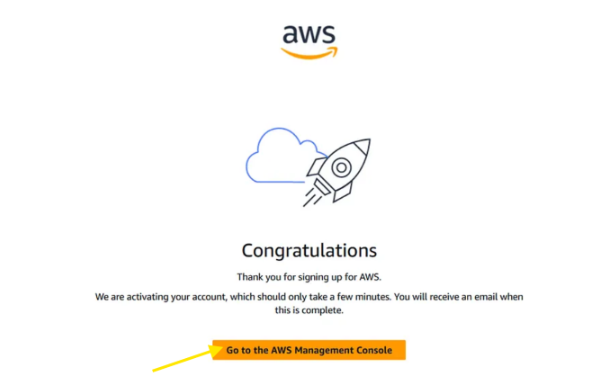 aws
Congratulations
Thank you for signing up for AWS.
We are activating your account, which should only take a few minutes. You will receive an email when
this is complete.
Go to the AWS Management Console